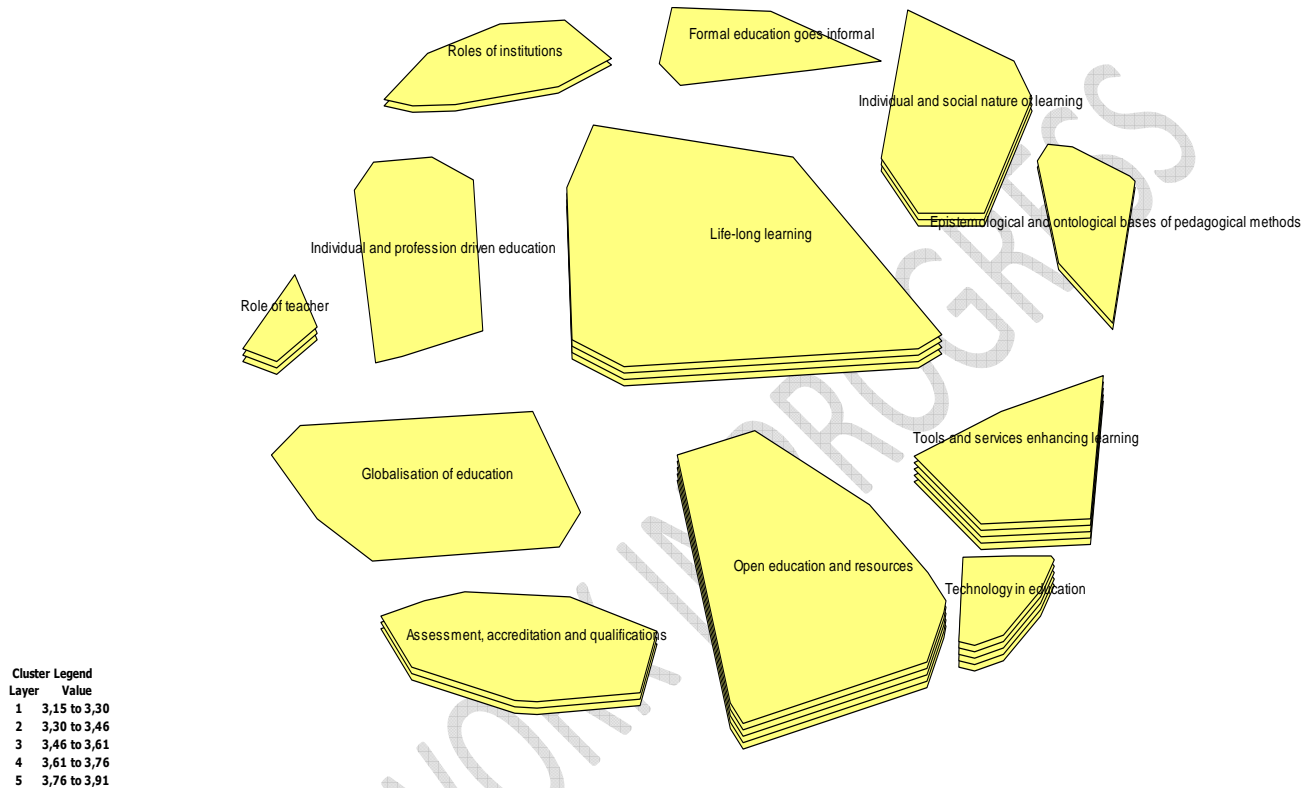 Formal education goes informal
Roles of institutions
Individual and social nature of learning
Epistemological and ontological bases of pedagogical methods
Life-long learning
Individual and profession driven education
Role of teacher
Tools and services enhancing learning
Globalisation of education
Open education and resources
Technology in education
Assessment, accreditation and qualifications
WORK IN PROGRESS
Cluster Legend
Layer Value
1 3,15 to 3,30
2 3,30 to 3,46
3 3,46 to 3,61
4 3,61 to 3,76
5 3,76 to 3,91